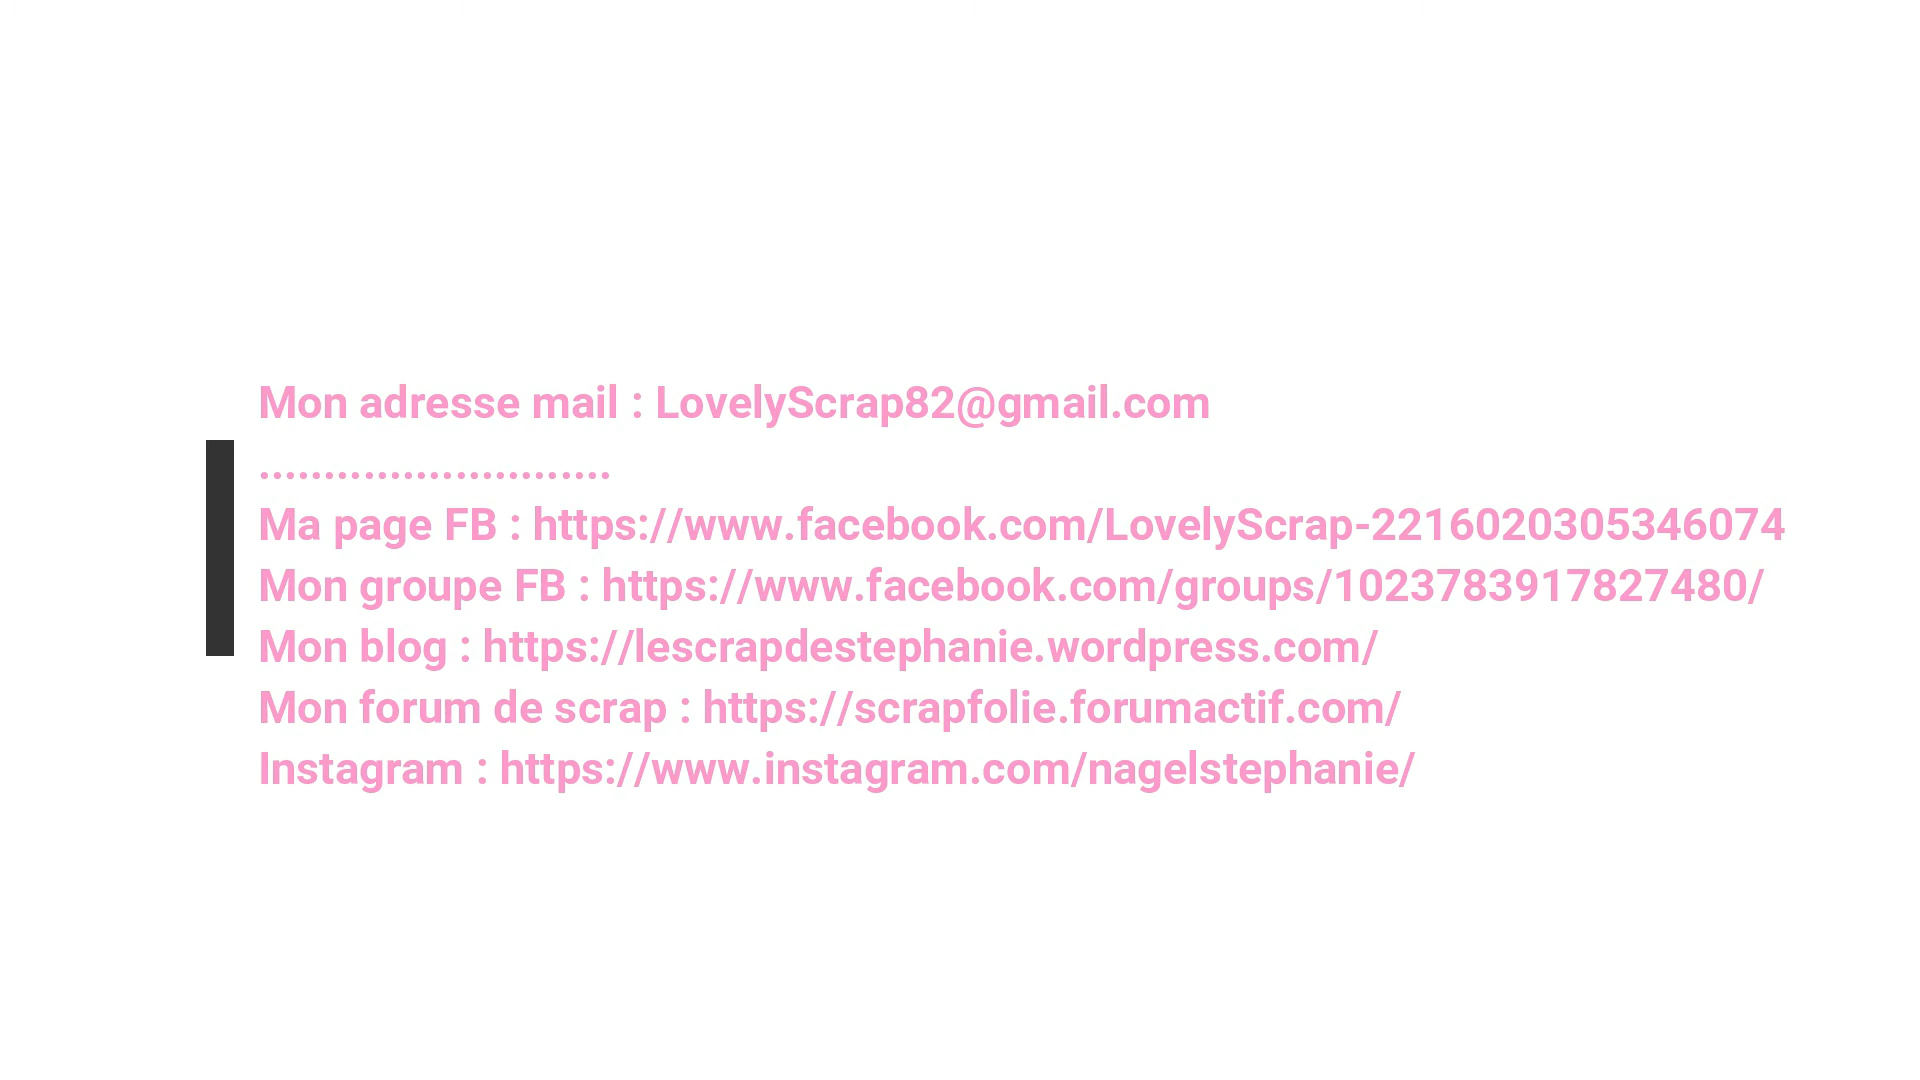 Mon adresse mail : LovelyScrap82@gmail.com
...........................
Ma page FB : https://www.facebook.com/LovelyScrap-2216020305346074
Mon groupe FB : https://www.facebook.com/groups/1023783917827480/
Mon blog : https://lescrapdestephanie.wordpress.com/
Mon forum de scrap : https://scrapfolie.forumactif.com/
Instagram : https://www.instagram.com/nagelstephanie/